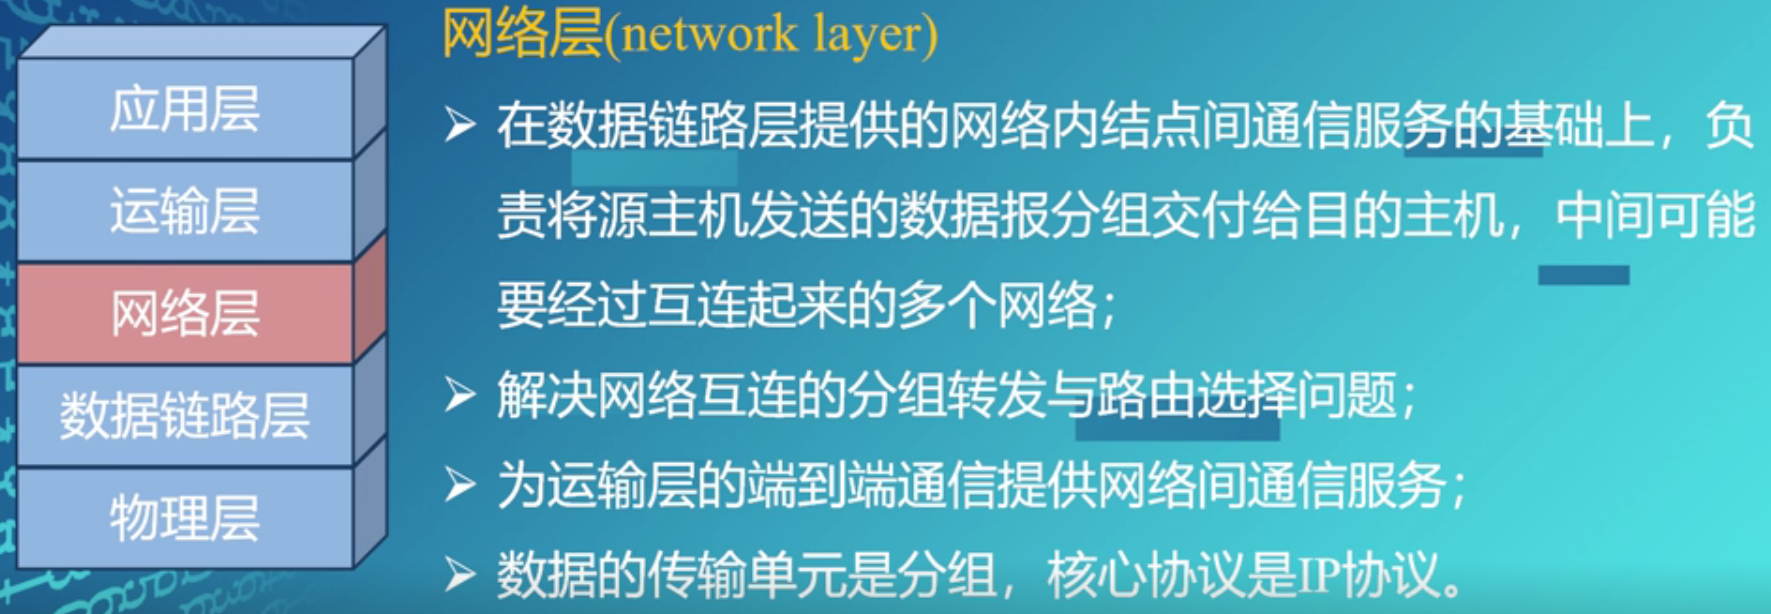 网络层(network layer)
应用层
运输层
网络层
数据链路层
物理层
➢ 在数据链路层提供的网络内结点间通信服务的基础上，负
责将源主机发送的数据报分组交付给目的主机，中间可能
要经过互连起来的多个网络；
➢ 解决网络互连的分组转发与路由选择问题；
➢ 为运输层的端到端通信提供网络间通信服务；
➢ 数据的传输单元是分组，核心协议是IP协议。